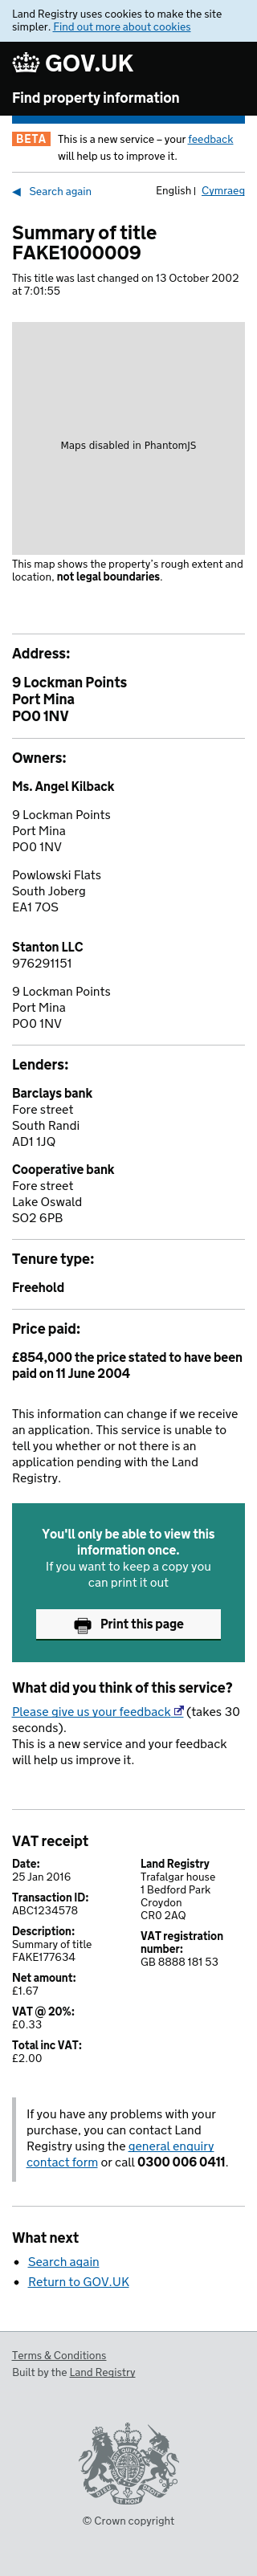 Land Registry uses cookies to make the site
simpler. Find out more about cookies
GOV.UK
Find property information
BETA
This is a new service – your feedback
will help us to improve it.
Search again
English | Cymraeg
Summary of title
FAKE1000009
This title was last changed on 13 October 2002
at 7:01:55
Maps disabled in PhantomJS
This map shows the property's rough extent and
location, not legal boundaries.
Address:
9 Lockman Points
Port Mina
PO0 1NV
Owners:
Ms. Angel Kilback
9 Lockman Points
Port Mina
PO0 1NV
Powlowski Flats
South Joberg
EA1 7OS
Stanton LLC
976291151
9 Lockman Points
Port Mina
PO0 1NV
Lenders:
Barclays bank
Fore street
South Randi
AD1 1JQ
Cooperative bank
Fore street
Lake Oswald
SO2 6PB
Tenure type:
Freehold
Price paid:
£854,000 the price stated to have been
paid on 11 June 2004
This information can change if we receive
an application. This service is unable to
tell you whether or not there is an
application pending with the Land
Registry.
You'll only be able to view this
information once.
If you want to keep a copy you
can print it out
Print this page
What did you think of this service?
Please give us your feedback (takes 30
seconds).
This is a new service and your feedback
will help us improve it.
VAT receipt
Date:
25 Jan 2016
Transaction ID:
ABC1234578
Description:
Summary of title
FAKE177634
Net amount:
£1.67
VAT @ 20%:
£0.33
Total inc VAT:
£2.00
Land Registry
Trafalgar house
1 Bedford Park
Croydon
CR0 2AQ
VAT registration
number:
GB 8888 181 53
If you have any problems with your
purchase, you can contact Land
Registry using the general enquiry
contact form or call 0300 006 0411.
What next
Search again
Return to GOV.UK
Terms & Conditions
Built by the Land Registry
© Crown copyright